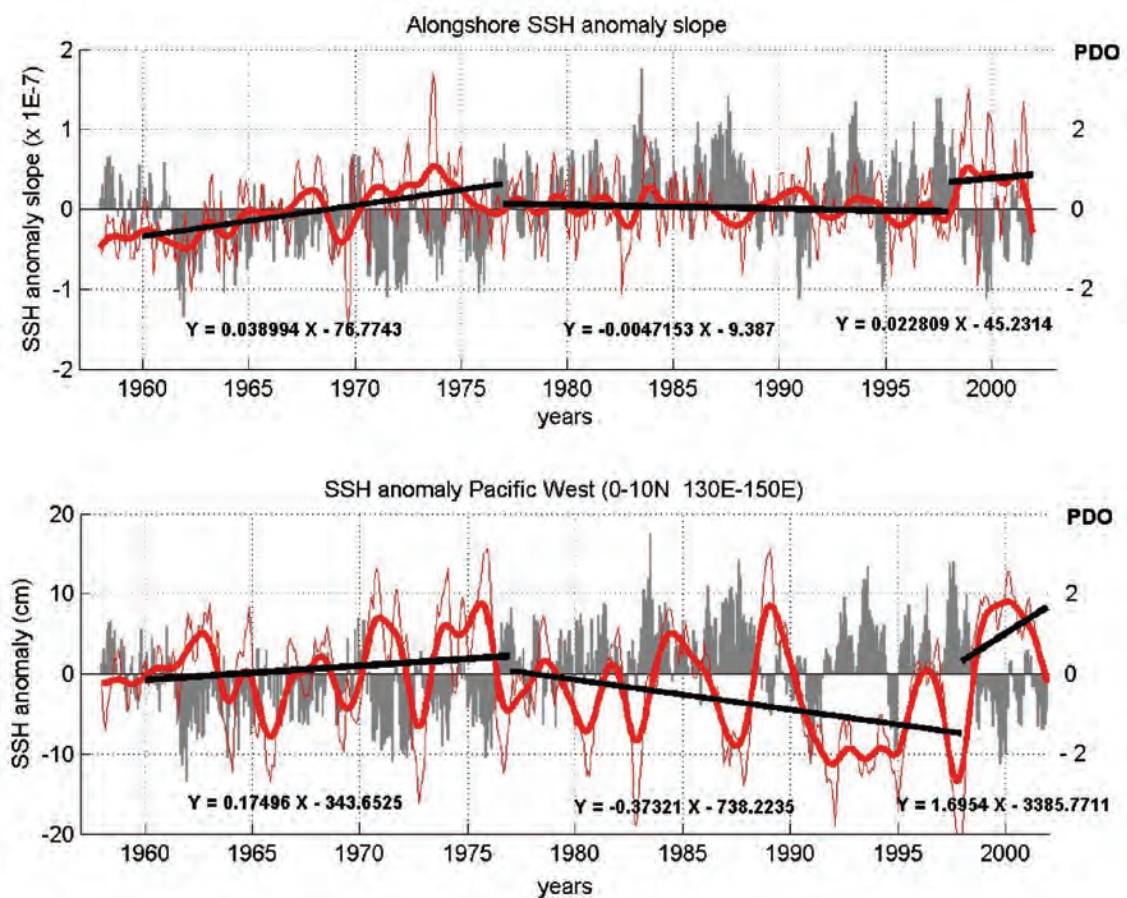 Alongshore SSH anomaly slope
PDO
SSH anomaly slope (x 1E-7)
2
1
0
-1
-2
2
0
- 2
Y = 0.038994 X - 76.7743
Y = -0.0047153 X - 9.387
Y = 0.022809 X - 45.2314
1960 1965 1970 1975 1980 1985 1990 1995 2000
years
SSH anomaly Pacific West (0-10N 130E-150E)
PDO
SSH anomaly (cm)
20
10
0
-10
-20
2
0
- 2
Y = 0.17496 X - 343.6525
Y = -0.37321 X - 738.2235
Y = 1.6954 X - 3385.7711
1960 1965 1970 1975 1980 1985 1990 1995 2000
years